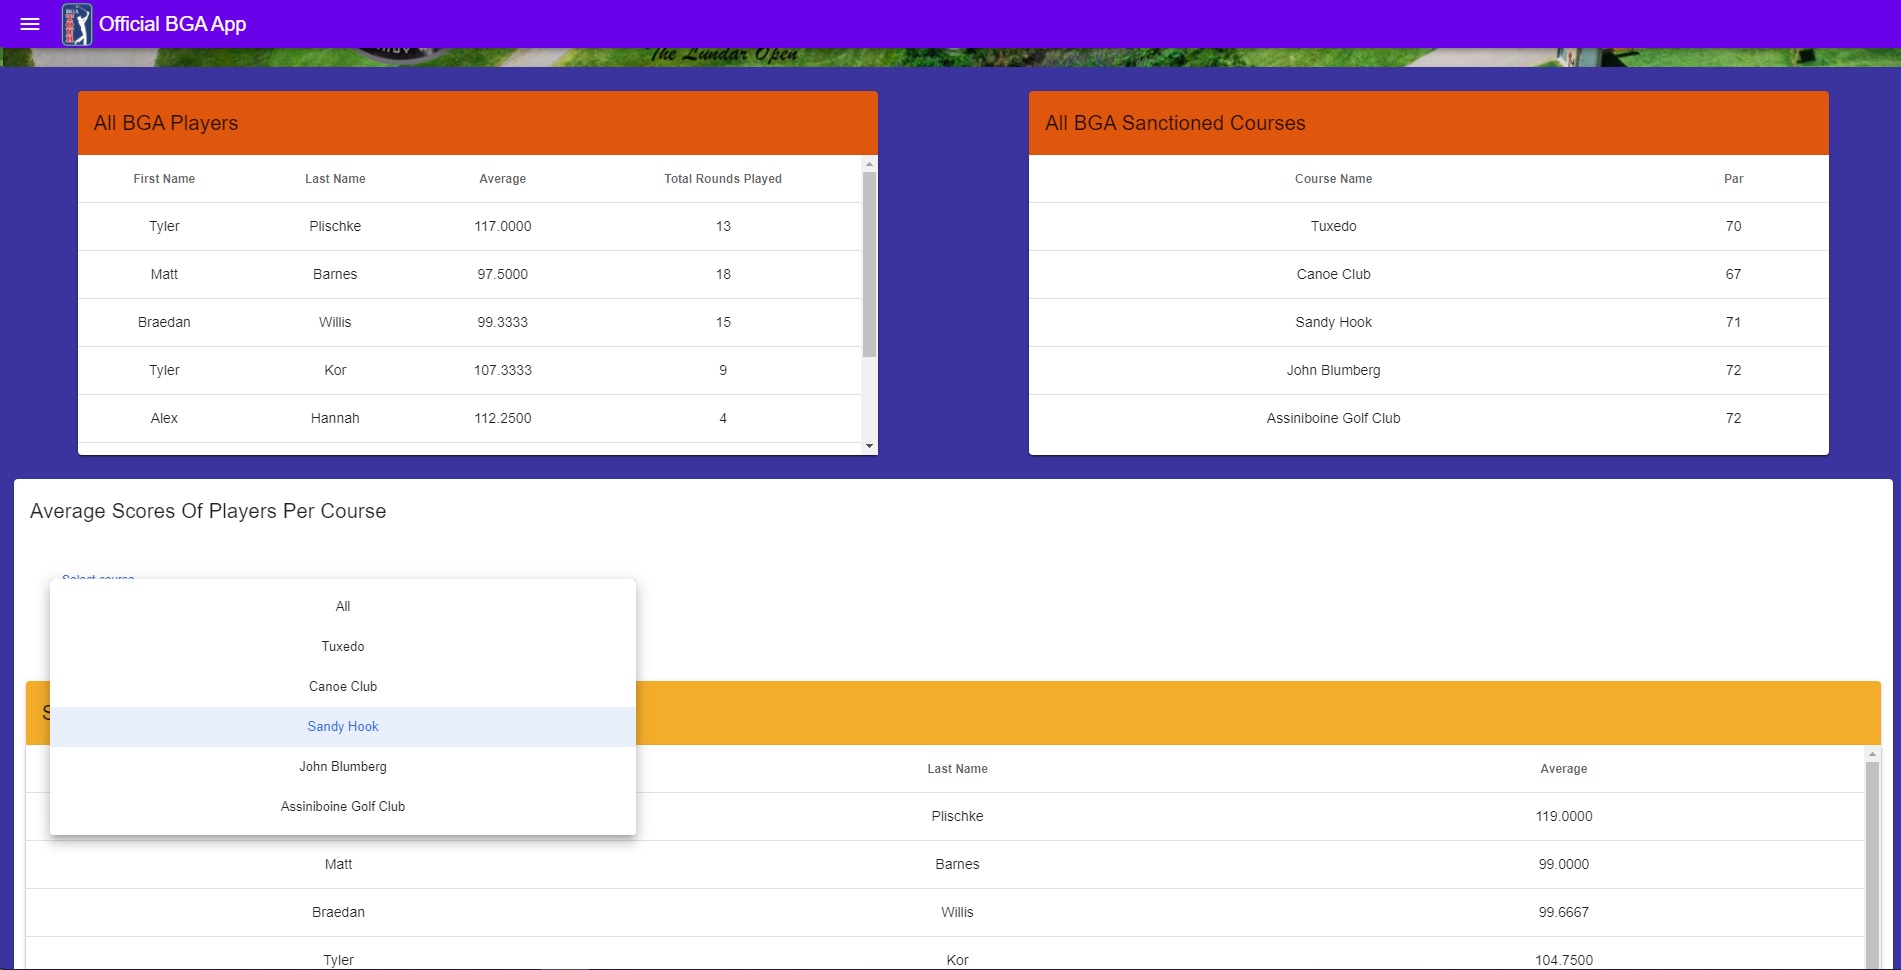 Official BGA App
The Lundar Open
All BGA Players
First Name Last Name Average Total Rounds Played
Tyler Plischke 117.0000 13
Matt Barnes 97.5000 18
Braedan Willis 99.3333 15
Tyler Kor 107.3333 9
Alex Hannah 112.2500 4
All BGA Sanctioned Courses
Course Name Par
Tuxedo 70
Canoe Club 67
Sandy Hook 71
John Blumberg 72
Assiniboine Golf Club 72
Average Scores Of Players Per Course
Select course
All
Tuxedo
Canoe Club
Sandy Hook
John Blumberg
Assiniboine Golf Club
Last Name Average
Plischke 119.0000
Matt Barnes 99.0000
Braedan Willis 99.6667
Tyler Kor 104.7500